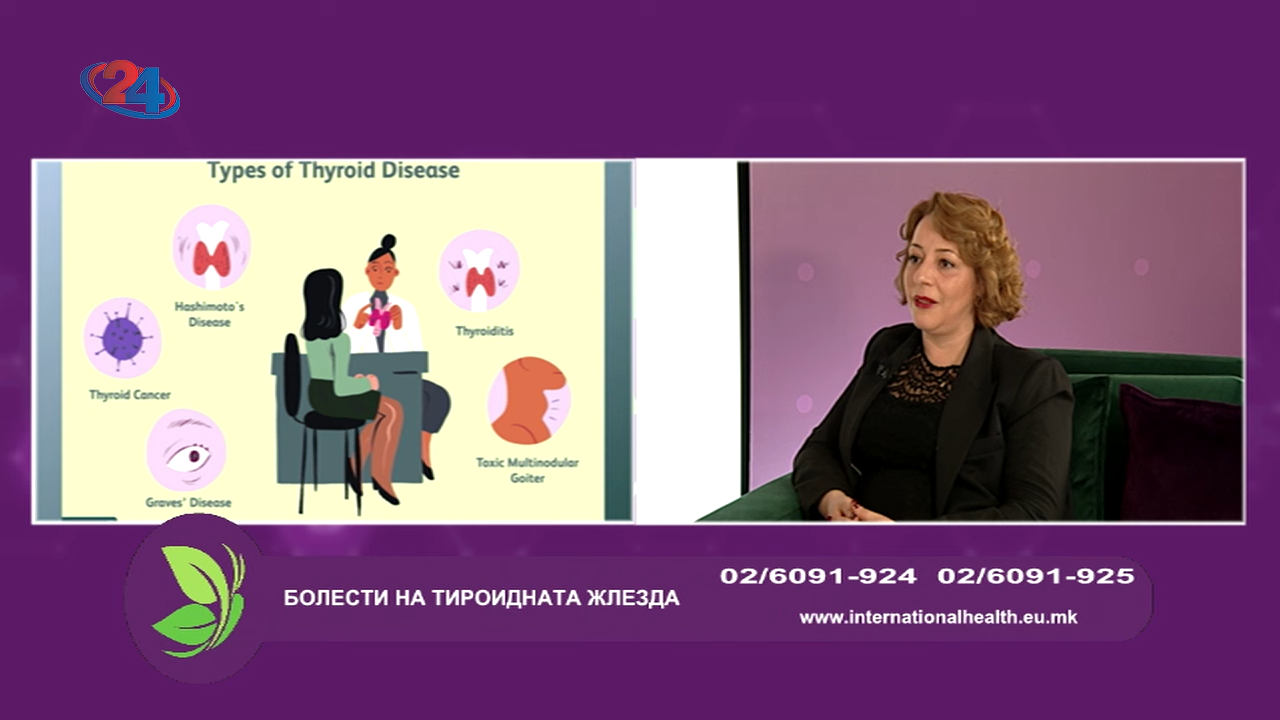 24
Types of Thyroid Disease
Hashimoto's
Disease
Thyroiditis
Thyroid Cancer
Toxic Multinodular
Goiter
Graves' Disease
БОЛЕСТИ НА ТИРОИДНАТА ЖЛЕЗДА
02/6091-924 02/6091-925
www.internationalhealth.eu.mk